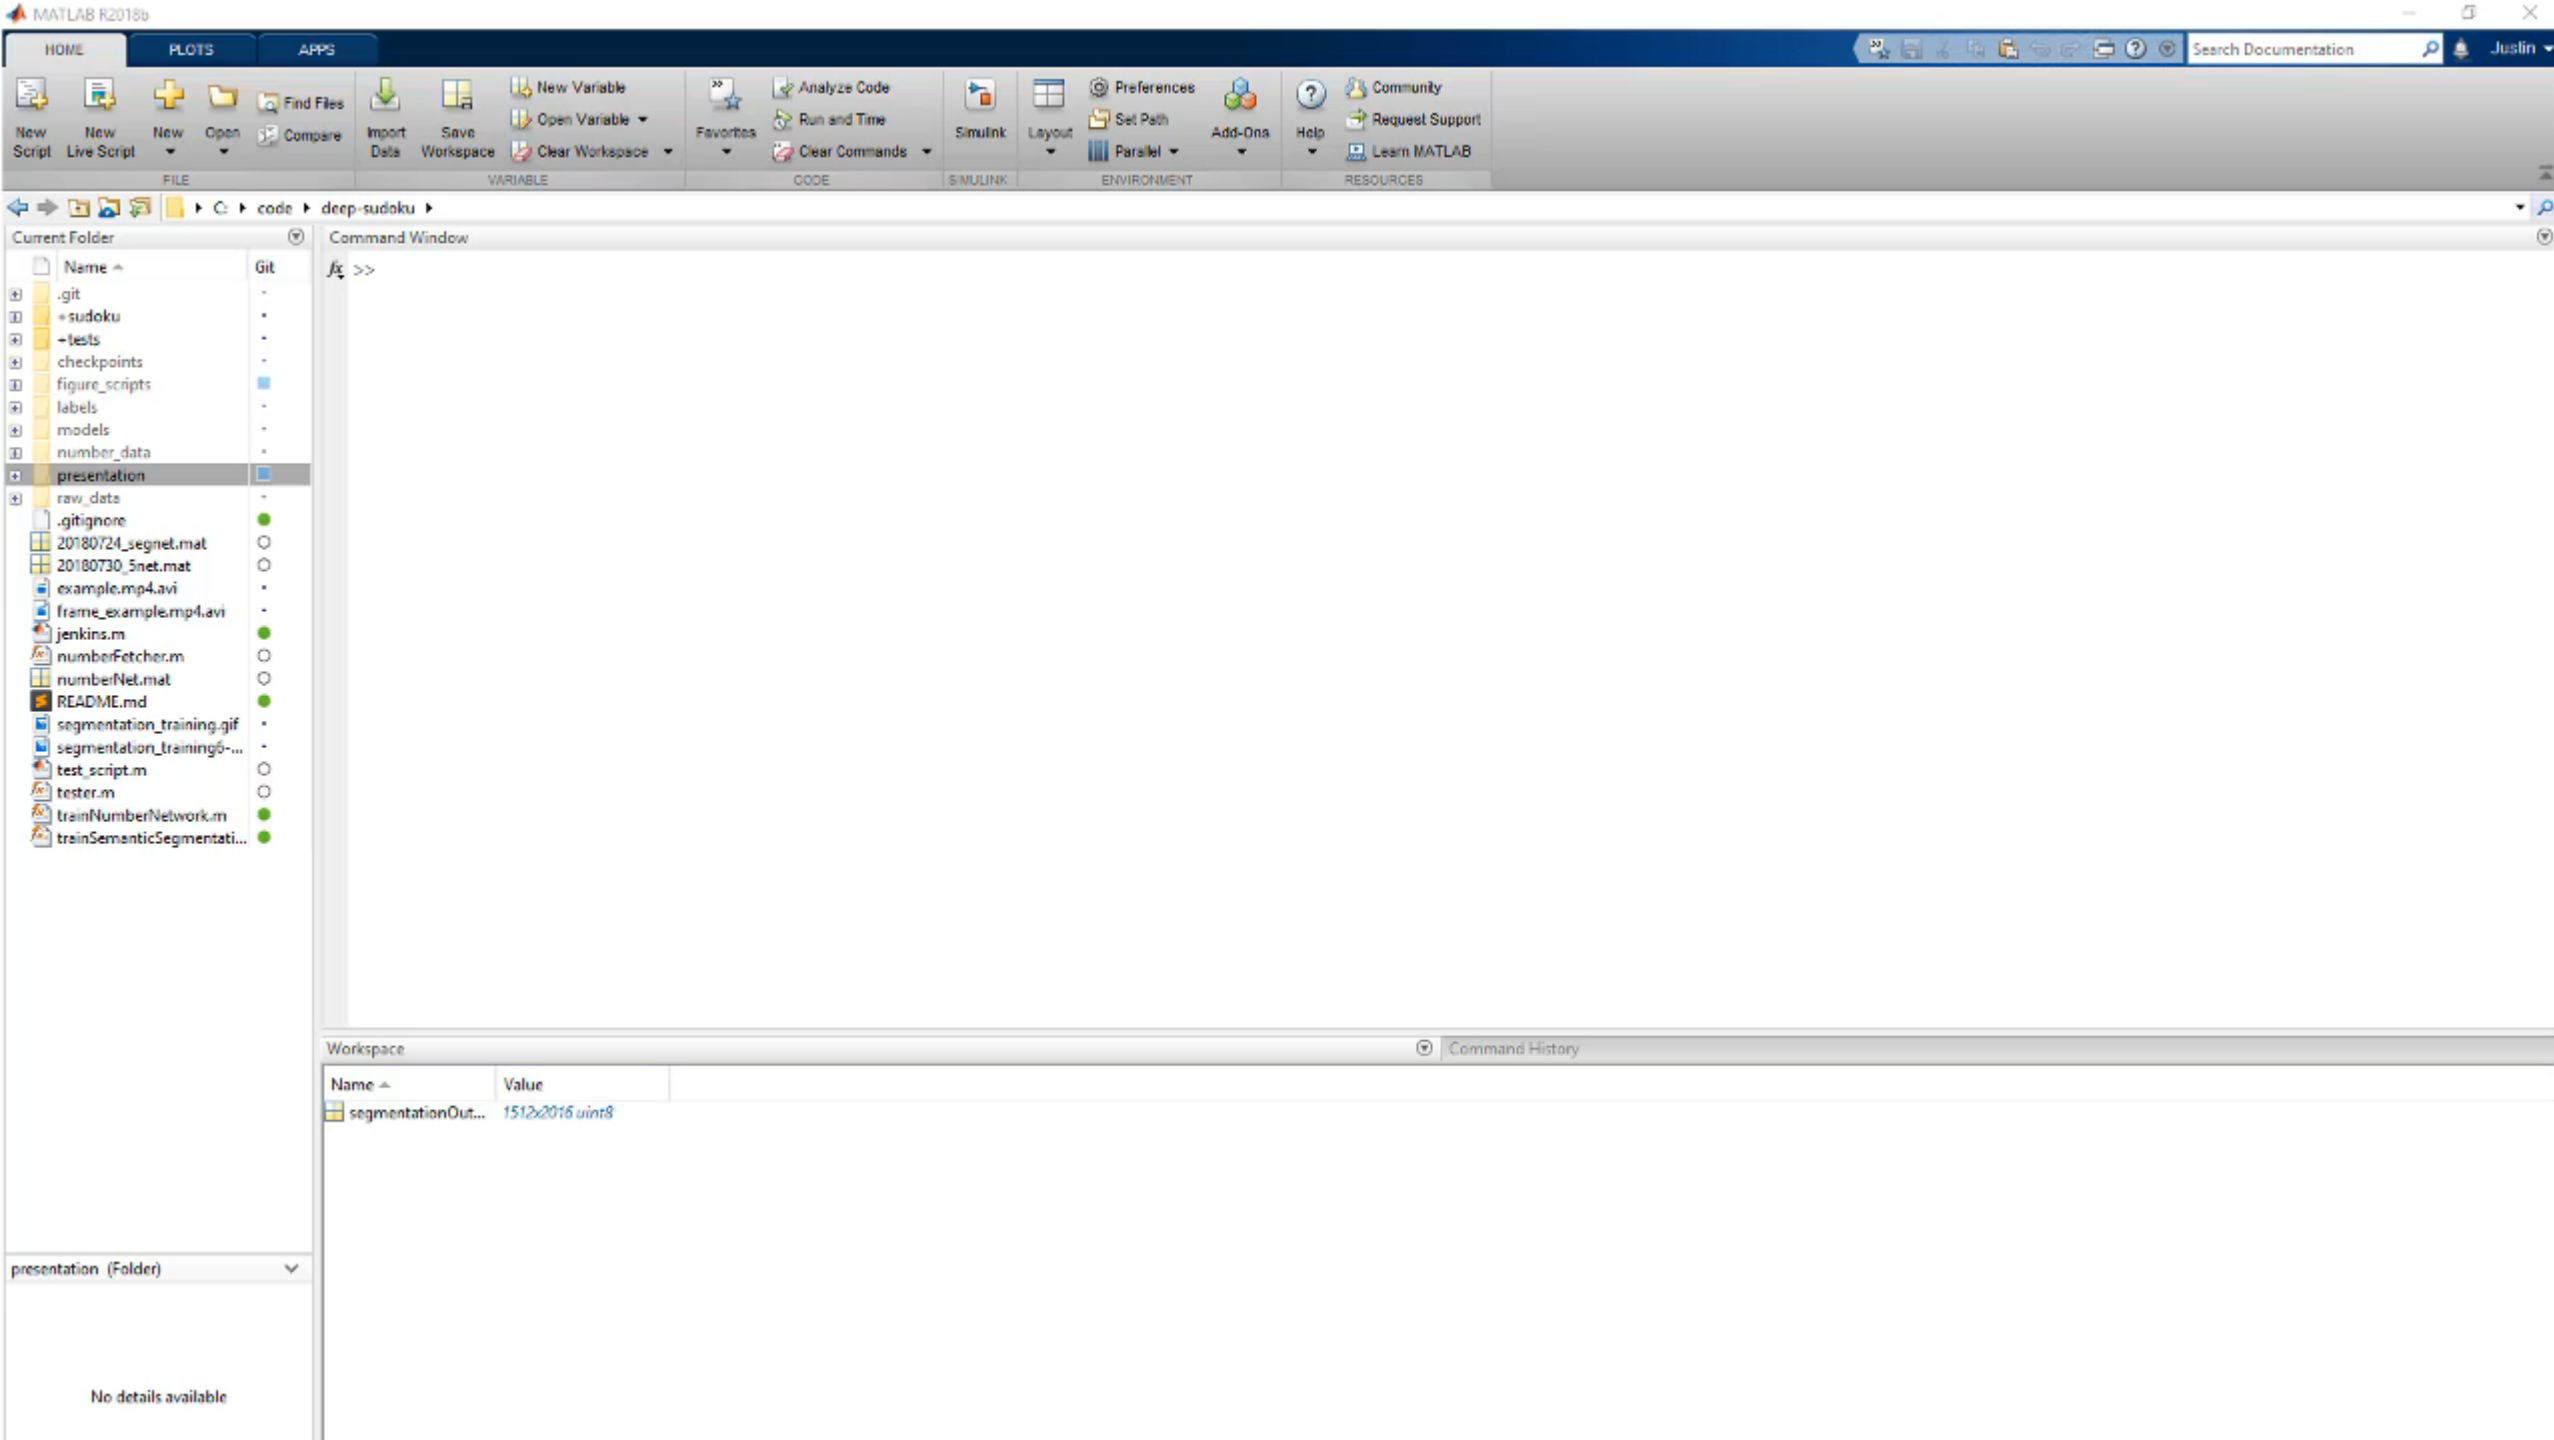 MATLAB R2018b
HOME PLOTS APPS
Search Documentation
Justin
New Script
New Live Script
New
Open
Find Files
Compare
Import Data
Save Workspace
New Variable
Open Variable
Clear Workspace
Favorites
Analyze Code
Run and Time
Clear Commands
Simulink
Layout
Preferences
Set Path
Parallel
Add-Ons
Help
Community
Request Support
Learn MATLAB
FILE VARIABLE CODE SIMULINK ENVIRONMENT RESOURCES
C: code deep-sudoku
Current Folder
Name Git
.git
+sudoku
+tests
checkpoints
figure_scripts
labels
models
number_data
presentation
raw_data
.gitignore
20180724_segnet.mat
20180730_5net.mat
example.mp4.avi
frame_example.mp4.avi
jenkins.m
numberFetcher.m
numberNet.mat
README.md
segmentation_training.gif
segmentation_training6-...
test_script.m
tester.m
trainNumberNetwork.m
trainSemanticSegmentati...
presentation (Folder)
No details available
Command Window
fx >>
Workspace
Command History
Name Value
segmentationOut... 1512x2016 uint8